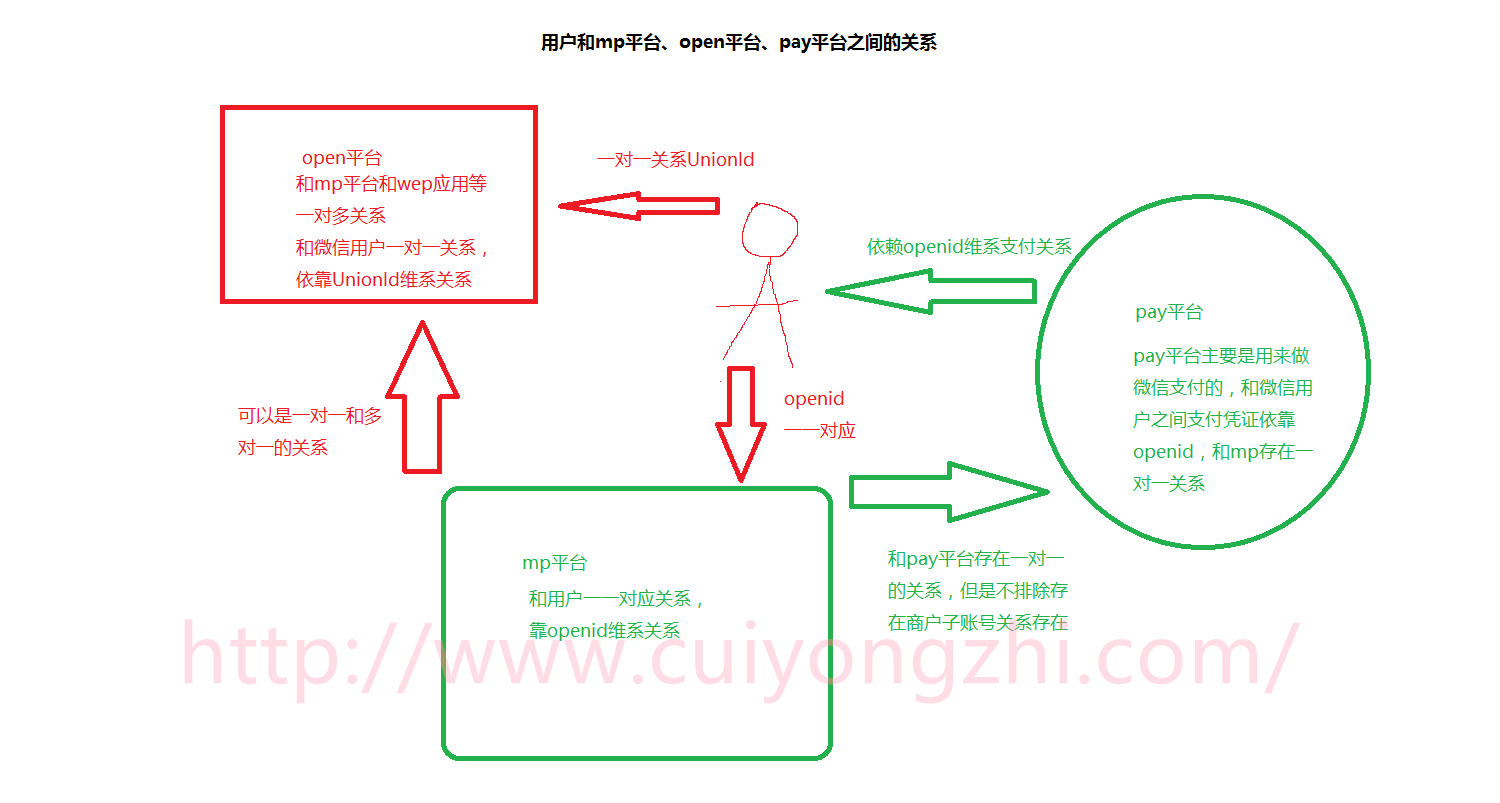 用户和mp平台、open平台、pay平台之间的关系
open平台
和mp平台和wep应用等
一对多关系
和微信用户一对一关系，
依靠UnionId维系关系
一对一关系UnionId
依赖openid维系支付关系
pay平台
pay平台主要是用来做
微信支付的，和微信用
户之间支付凭证依靠
openid，和mp存在一
对一关系
可以是一对一和多
对一的关系
openid
一一对应
mp平台
和用户一一对应关系，
靠openid维系关系
和pay平台存在一对一
的关系，但是不排除存
在商户子账号关系存在
http://www.cuiyongzhi.com/